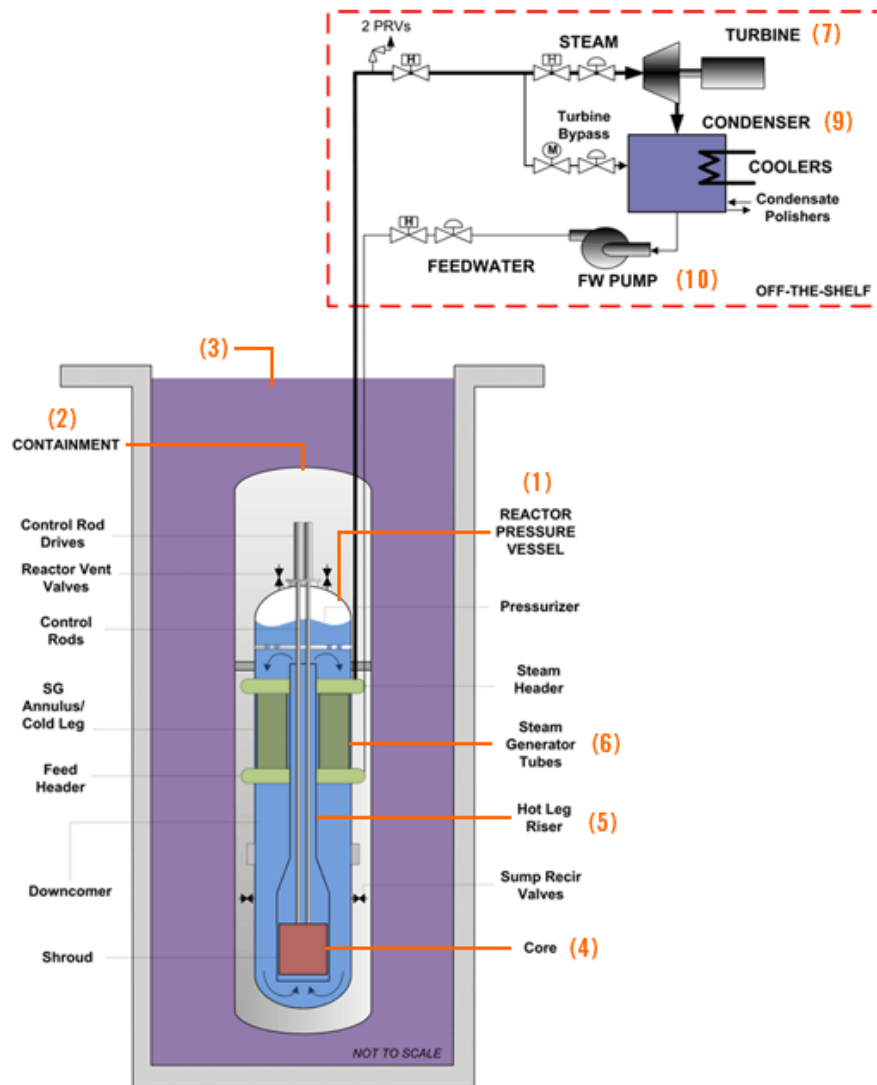 2 PRVs
H
STEAM
H
TURBINE (7)
Turbine
Bypass
M
CONDENSER (9)
COOLERS
Condensate
Polishers
H
FEEDWATER
FW PUMP (10)
OFF-THE-SHELF
(3)
(2)
CONTAINMENT
(1)
REACTOR
PRESSURE
VESSEL
Control Rod
Drives
Reactor Vent
Valves
Pressurizer
Control
Rods
Steam
Header
SG
Annulus/
Cold Leg
Steam
Generator
Tubes
(6)
Feed
Header
Hot Leg
Riser
(5)
Downcomer
Sump Recir
Valves
Shroud
Core (4)
NOT TO SCALE